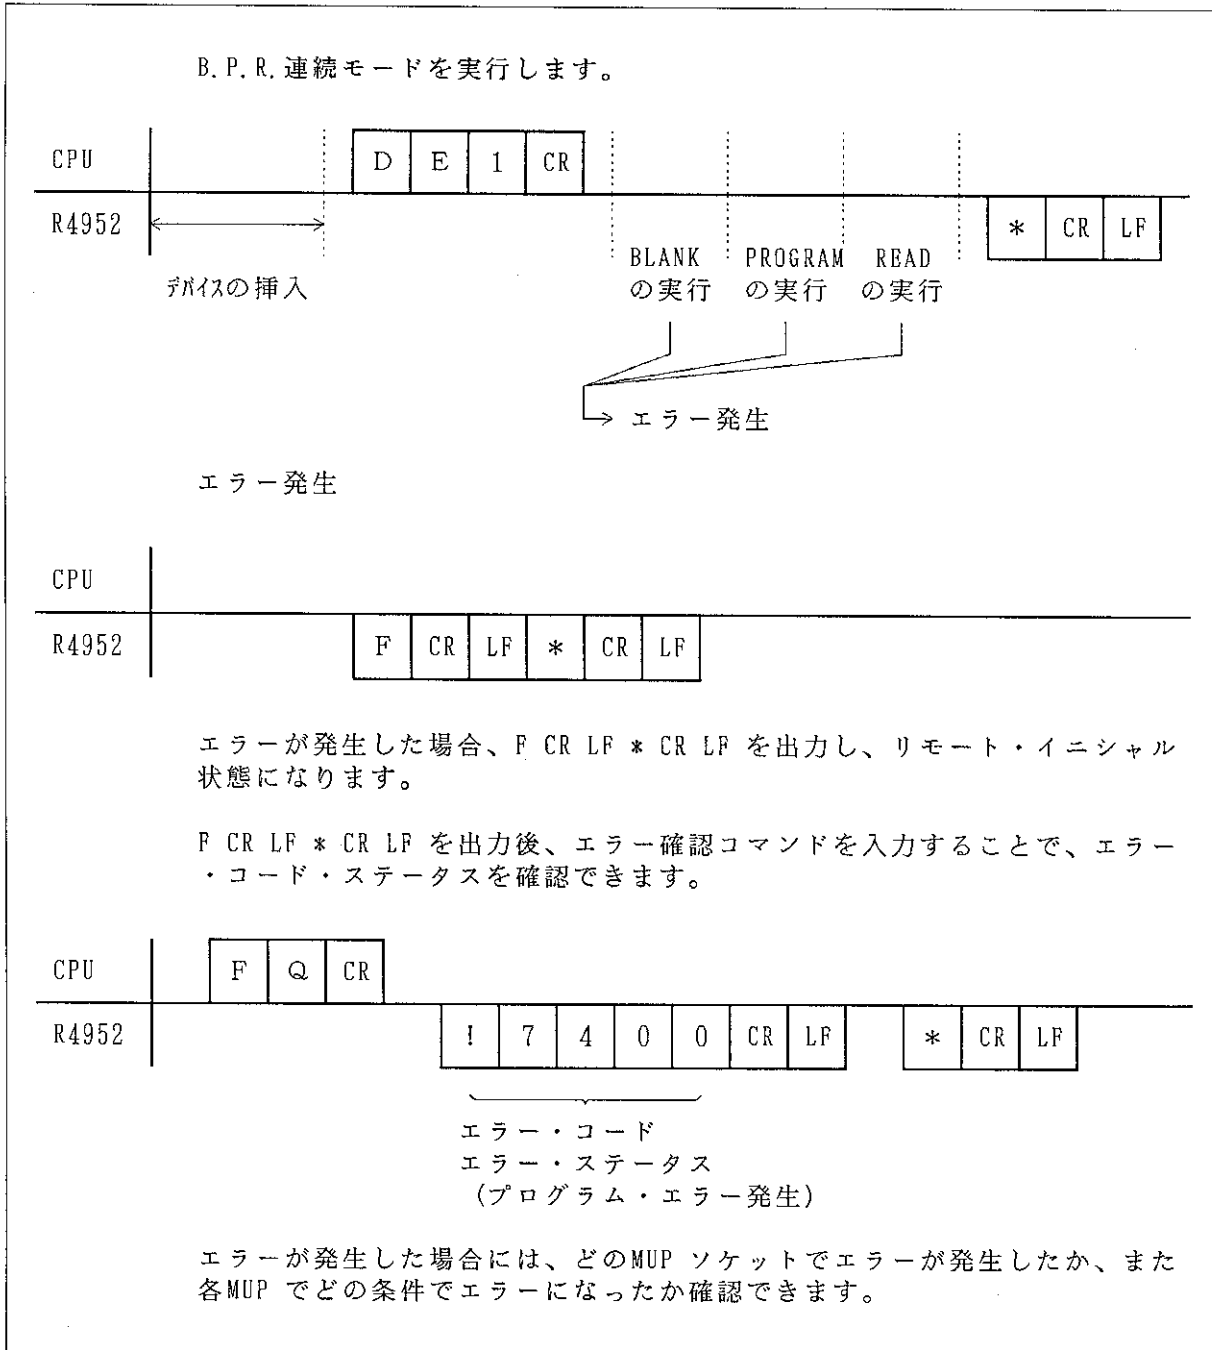 B.P.R.連続モードを実行します。
CPU
D E 1 CR
R4952
* CR LF
デバイスの挿入
BLANK の実行
PROGRAM の実行
READ の実行
エラー発生
エラー発生
CPU
R4952
F CR LF * CR LF
エラーが発生した場合、F CR LF * CR LF を出力し、リモート・イニシャル
状態になります。
F CR LF * CR LF を出力後、エラー確認コマンドを入力することで、エラー
・コード・ステータスを確認できます。
CPU
F Q CR
R4952
! 7 4 0 0 CR LF * CR LF
エラー・コード
エラー・ステータス
(プログラム・エラー発生)
エラーが発生した場合には、どのMUP ソケットでエラーが発生したか、また
各MUP でどの条件でエラーになったか確認できます。